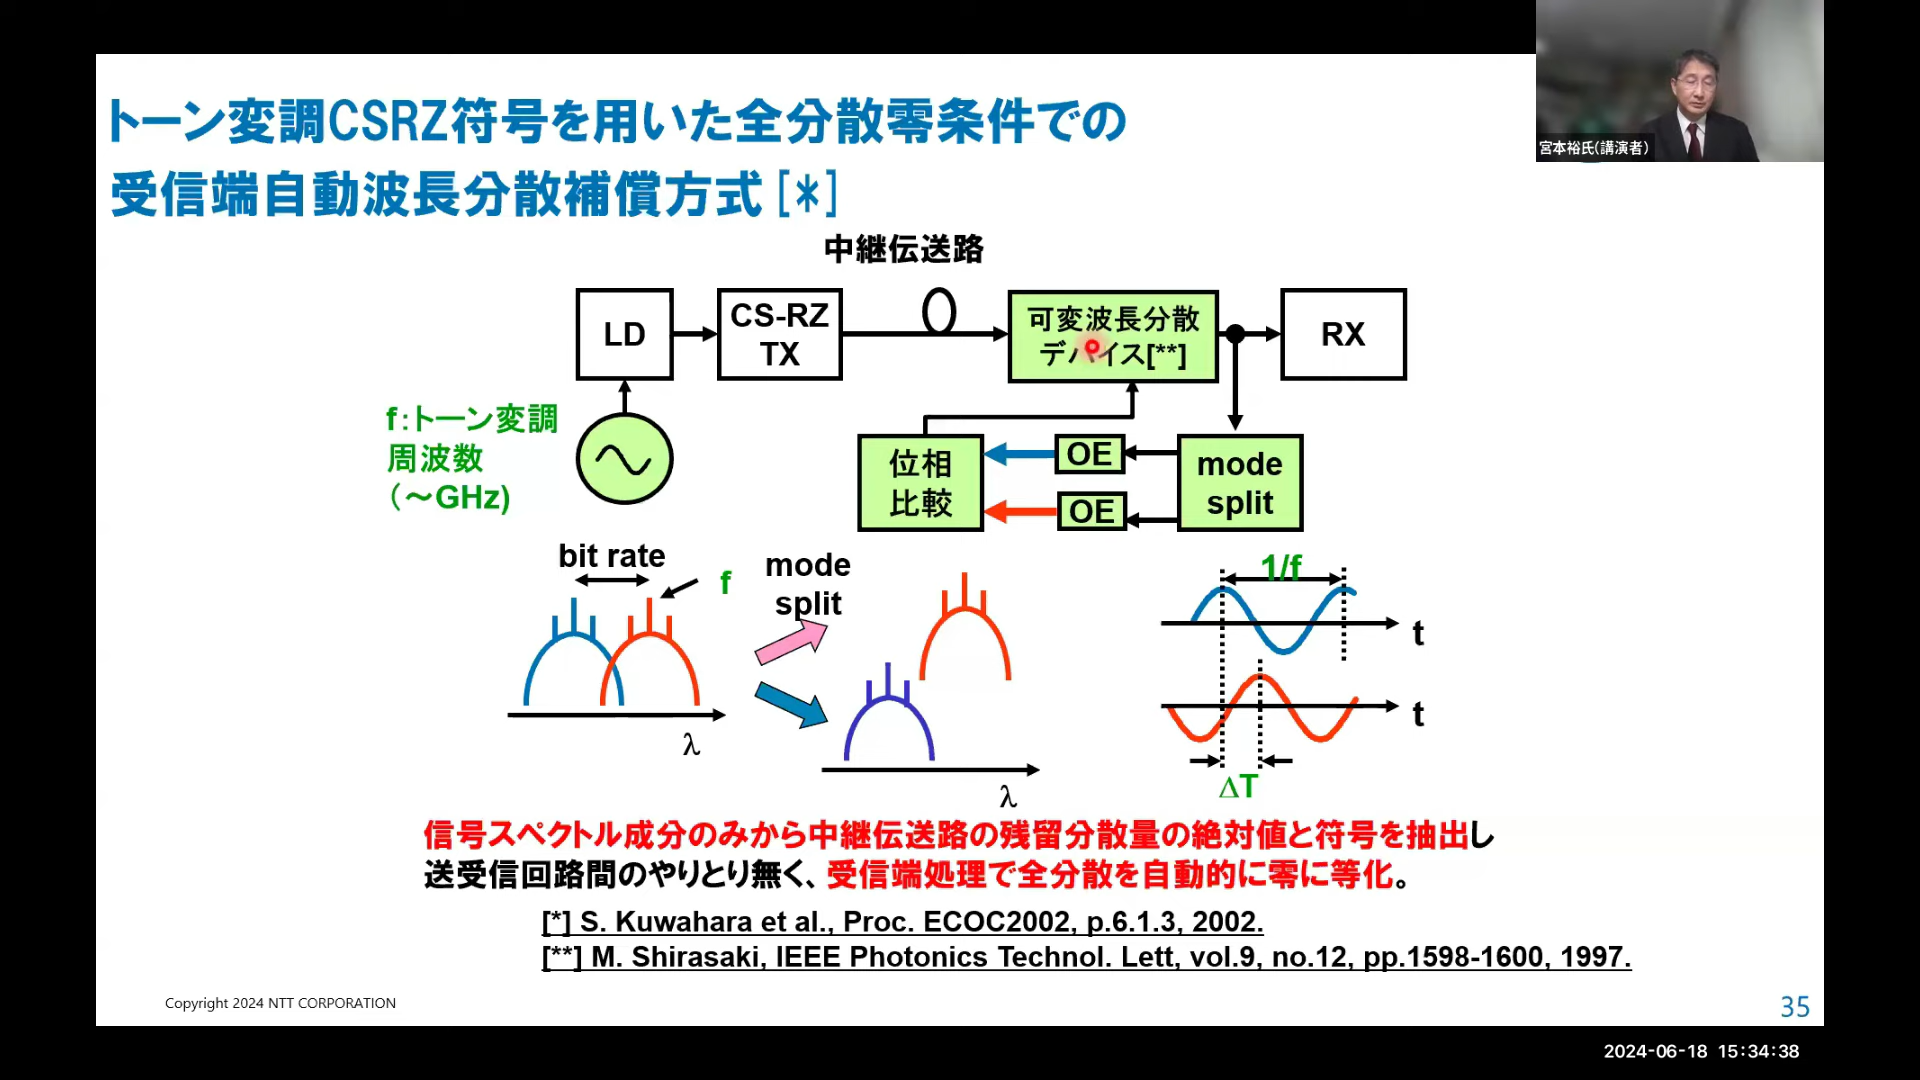 トーン変調CSRZ符号を用いた全分散零条件での
受信端自動波長分散補償方式[*]
宮本裕氏(講演者)
中継伝送路
LD
CS-RZ
TX
可変波長分散
デバイス[**]
RX
f:トーン変調
周波数
(～GHz)
位相
比較
OE
OE
mode
split
bit rate
f
mode
split
λ
λ
1/f
t
t
ΔT
信号スペクトル成分のみから中継伝送路の残留分散量の絶対値と符号を抽出し
送受信回路間のやりとり無く、受信端処理で全分散を自動的に零に等化。
[*] S. Kuwahara et al., Proc. ECOC2002, p.6.1.3, 2002.
[**] M. Shirasaki, IEEE Photonics Technol. Lett, vol.9, no.12, pp.1598-1600, 1997.
Copyright 2024 NTT CORPORATION
35
2024-06-18 15:34:38